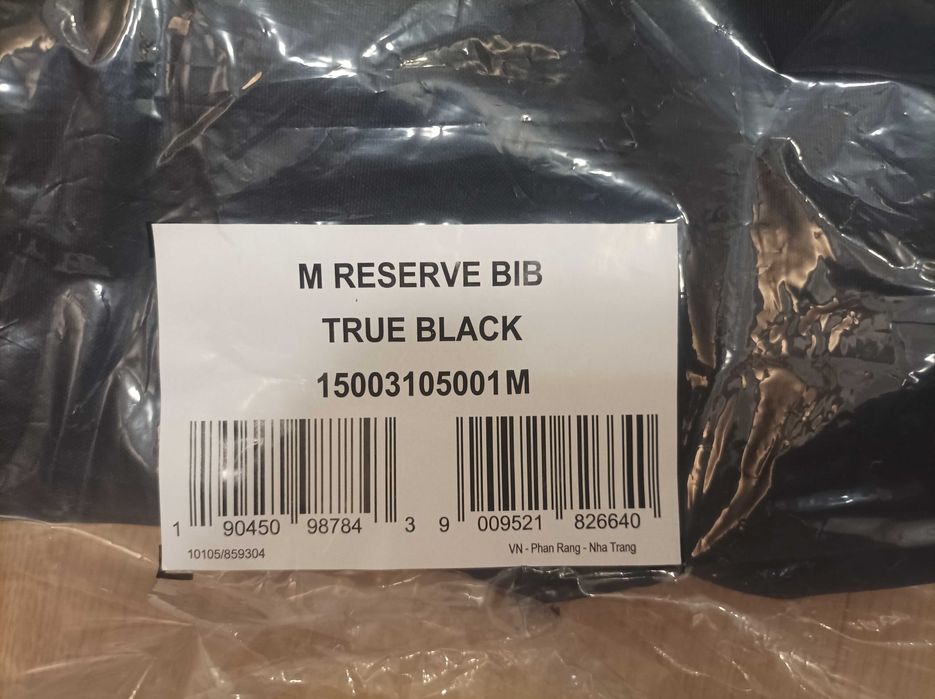 M RESERVE BIB
TRUE BLACK
15003105001M
1 90450 98784 3 9 009521 826640
10105/859304 VN - Phan Rang - Nha Trang